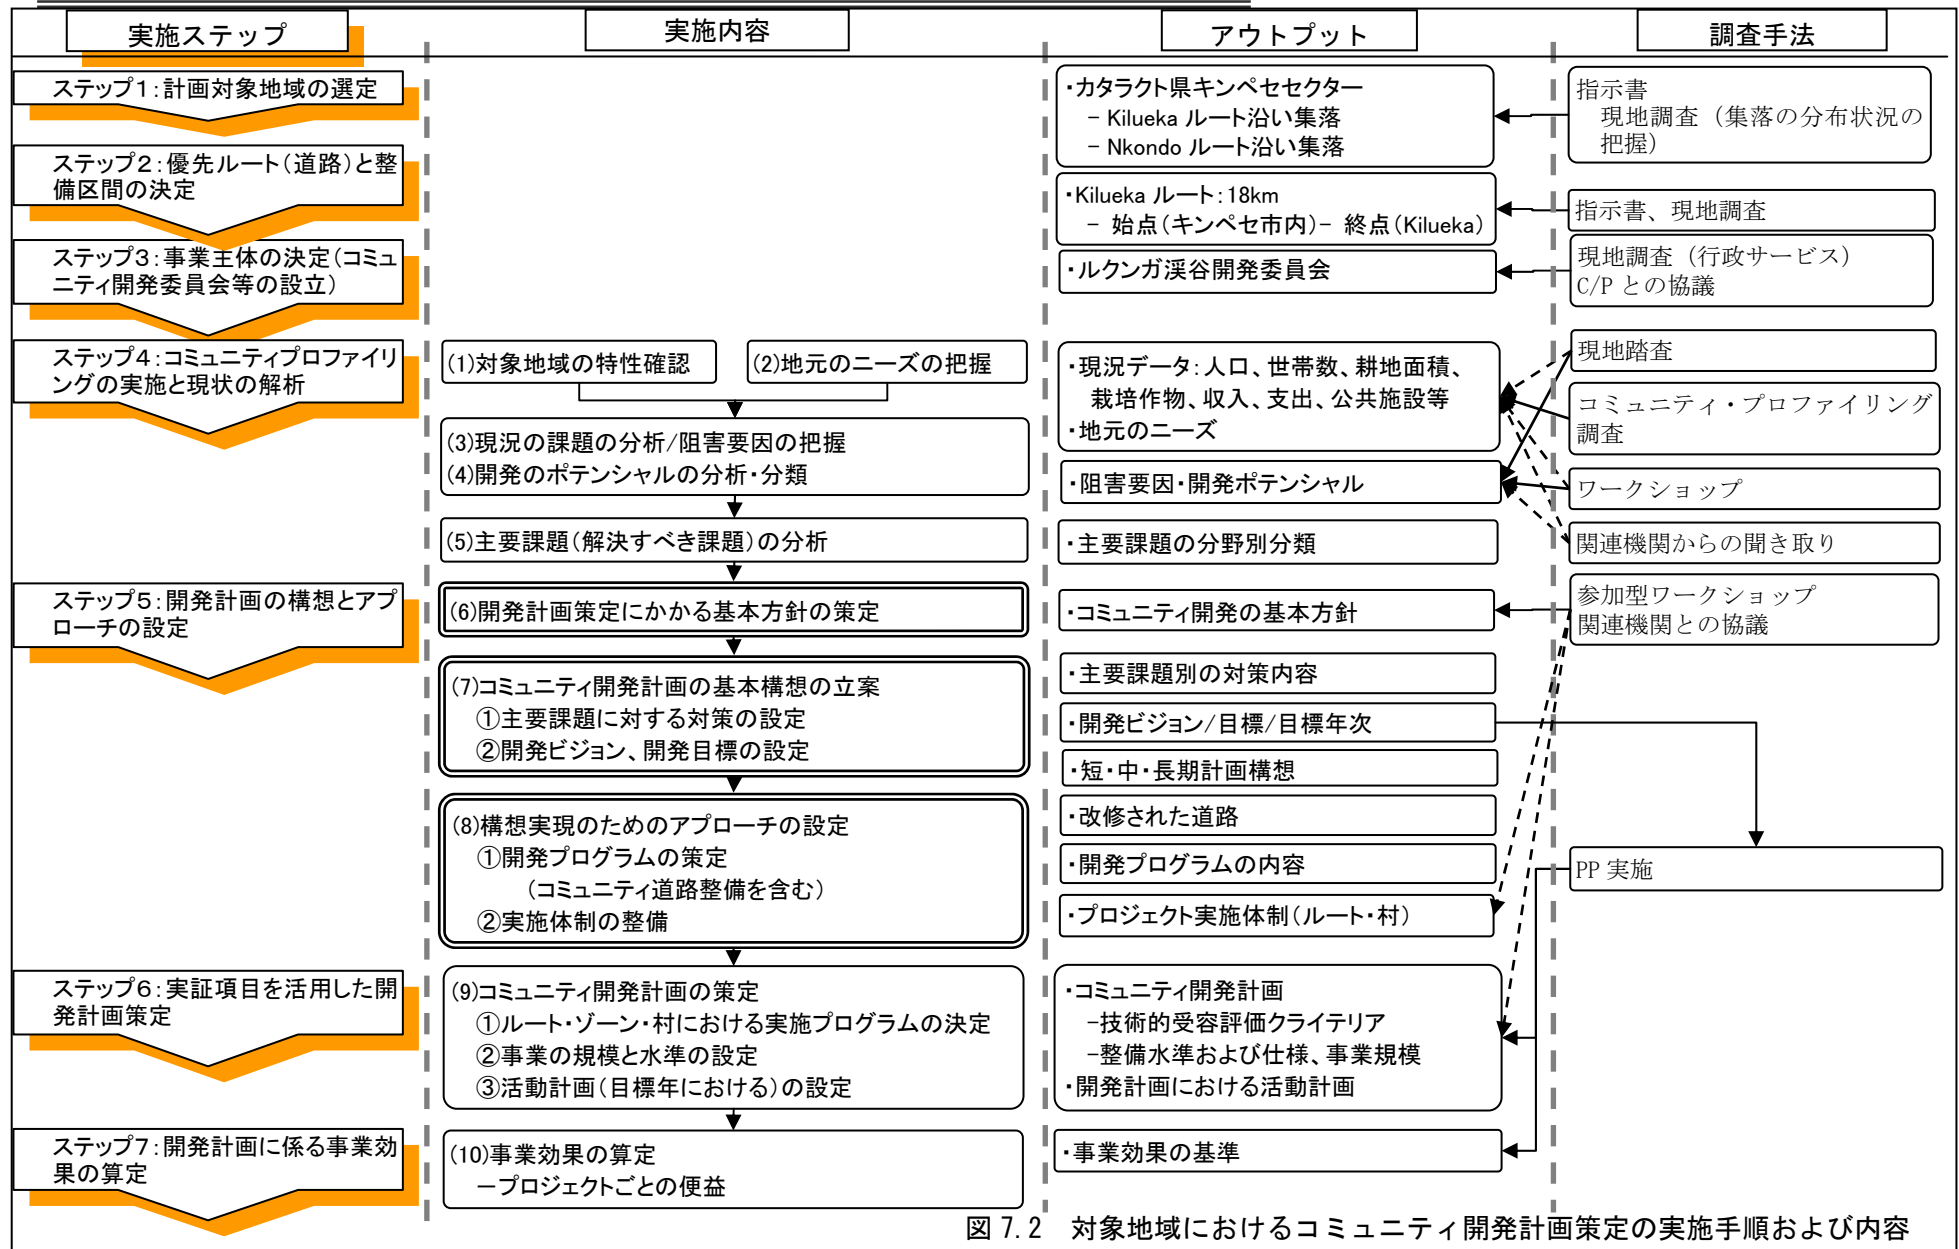 実施ステップ
実施内容
アウトプット
調査手法
ステップ1：計画対象地域の選定
ステップ2：優先ルート（道路）と整
備区間の決定
ステップ3：事業主体の決定（コミュ
ニティ開発委員会等の設立）
ステップ4：コミュニティプロファイリ
ングの実施と現状の解析
ステップ5：開発計画の構想とアプ
ローチの設定
ステップ6：実証項目を活用した開
発計画策定
ステップ7：開発計画に係る事業効
果の算定
(1)対象地域の特性確認
(2)地元のニーズの把握
(3)現況の課題の分析/阻害要因の把握
(4)開発のポテンシャルの分析・分類
(5)主要課題（解決すべき課題）の分析
(6)開発計画策定にかかる基本方針の策定
(7)コミュニティ開発計画の基本構想の立案
①主要課題に対する対策の設定
②開発ビジョン、開発目標の設定
(8)構想実現のためのアプローチの設定
①開発プログラムの策定
（コミュニティ道路整備を含む）
②実施体制の整備
(9)コミュニティ開発計画の策定
①ルート・ゾーン・村における実施プログラムの決定
②事業の規模と水準の設定
③活動計画（目標年における）の設定
(10)事業効果の算定
－プロジェクトごとの便益
・カタラクト県キンペセセクター
− Kilueka ルート沿い集落
− Nkondo ルート沿い集落
・Kilueka ルート：18km
− 始点（キンペセ市内）− 終点（Kilueka）
・ルクンガ渓谷開発委員会
・現況データ：人口、世帯数、耕地面積、
栽培作物、収入、支出、公共施設等
・地元のニーズ
・阻害要因・開発ポテンシャル
・主要課題の分野別分類
・コミュニティ開発の基本方針
・主要課題別の対策内容
・開発ビジョン/目標/目標年次
・短・中・長期計画構想
・改修された道路
・開発プログラムの内容
・プロジェクト実施体制（ルート・村）
・コミュニティ開発計画
−技術的受容評価クライテリア
−整備水準および仕様、事業規模
・開発計画における活動計画
・事業効果の基準
指示書
現地調査（集落の分布状況の
把握）
指示書、現地調査
現地調査（行政サービス）
C/P との協議
現地踏査
コミュニティ・プロファイリング
調査
ワークショップ
関連機関からの聞き取り
参加型ワークショップ
関連機関との協議
PP 実施
図 7.2 対象地域におけるコミュニティ開発計画策定の実施手順および内容